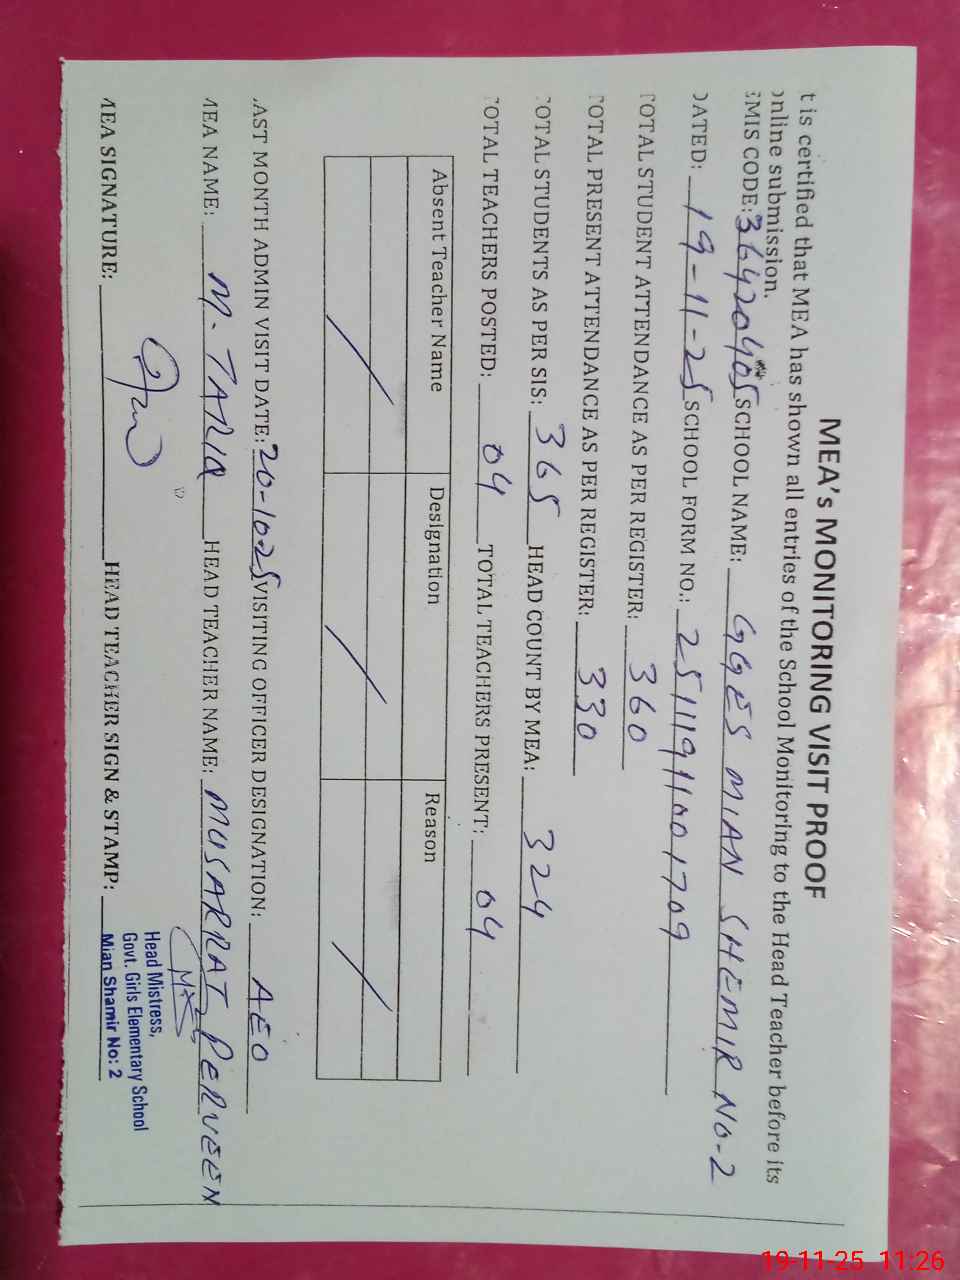 MEA's MONITORING VISIT PROOF
t is certified that MEA has shown all entries of the School Monitoring to the Head Teacher before its
nline submission.
EMIS CODE: 36420405 SCHOOL NAME: GGES MIAN SHEMIR NO-2
DATED: 19-11-25 SCHOOL FORM NO.: 25111911001709
TOTAL STUDENT ATTENDANCE AS PER REGISTER: 360
TOTAL PRESENT ATTENDANCE AS PER REGISTER: 330
TOTAL STUDENTS AS PER SIS: 365 HEAD COUNT BY MEA: 324
TOTAL TEACHERS POSTED: 04 TOTAL TEACHERS PRESENT: 04
Absent Teacher Name Designation Reason
LAST MONTH ADMIN VISIT DATE: 20-10-25 VISITING OFFICER DESIGNATION: AEO
MEA NAME: M. TARIQ HEAD TEACHER NAME: MUSARRAT PERVEEN
MEA SIGNATURE: HEAD TEACHER SIGN & STAMP:
Head Mistress,
Govt. Girls Elementary School
Mian Shamir No: 2
19-11-25 11:26